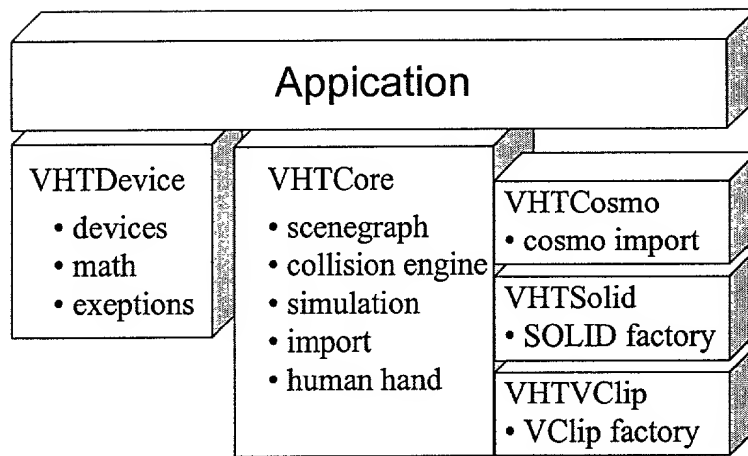 Appication
VHTDevice
• devices
• math
• exeptions
VHTCore
• scenegraph
• collision engine
• simulation
• import
• human hand
VHTCosmo
• cosmo import
VHTSolid
• SOLID factory
VHTVClip
• VClip factory